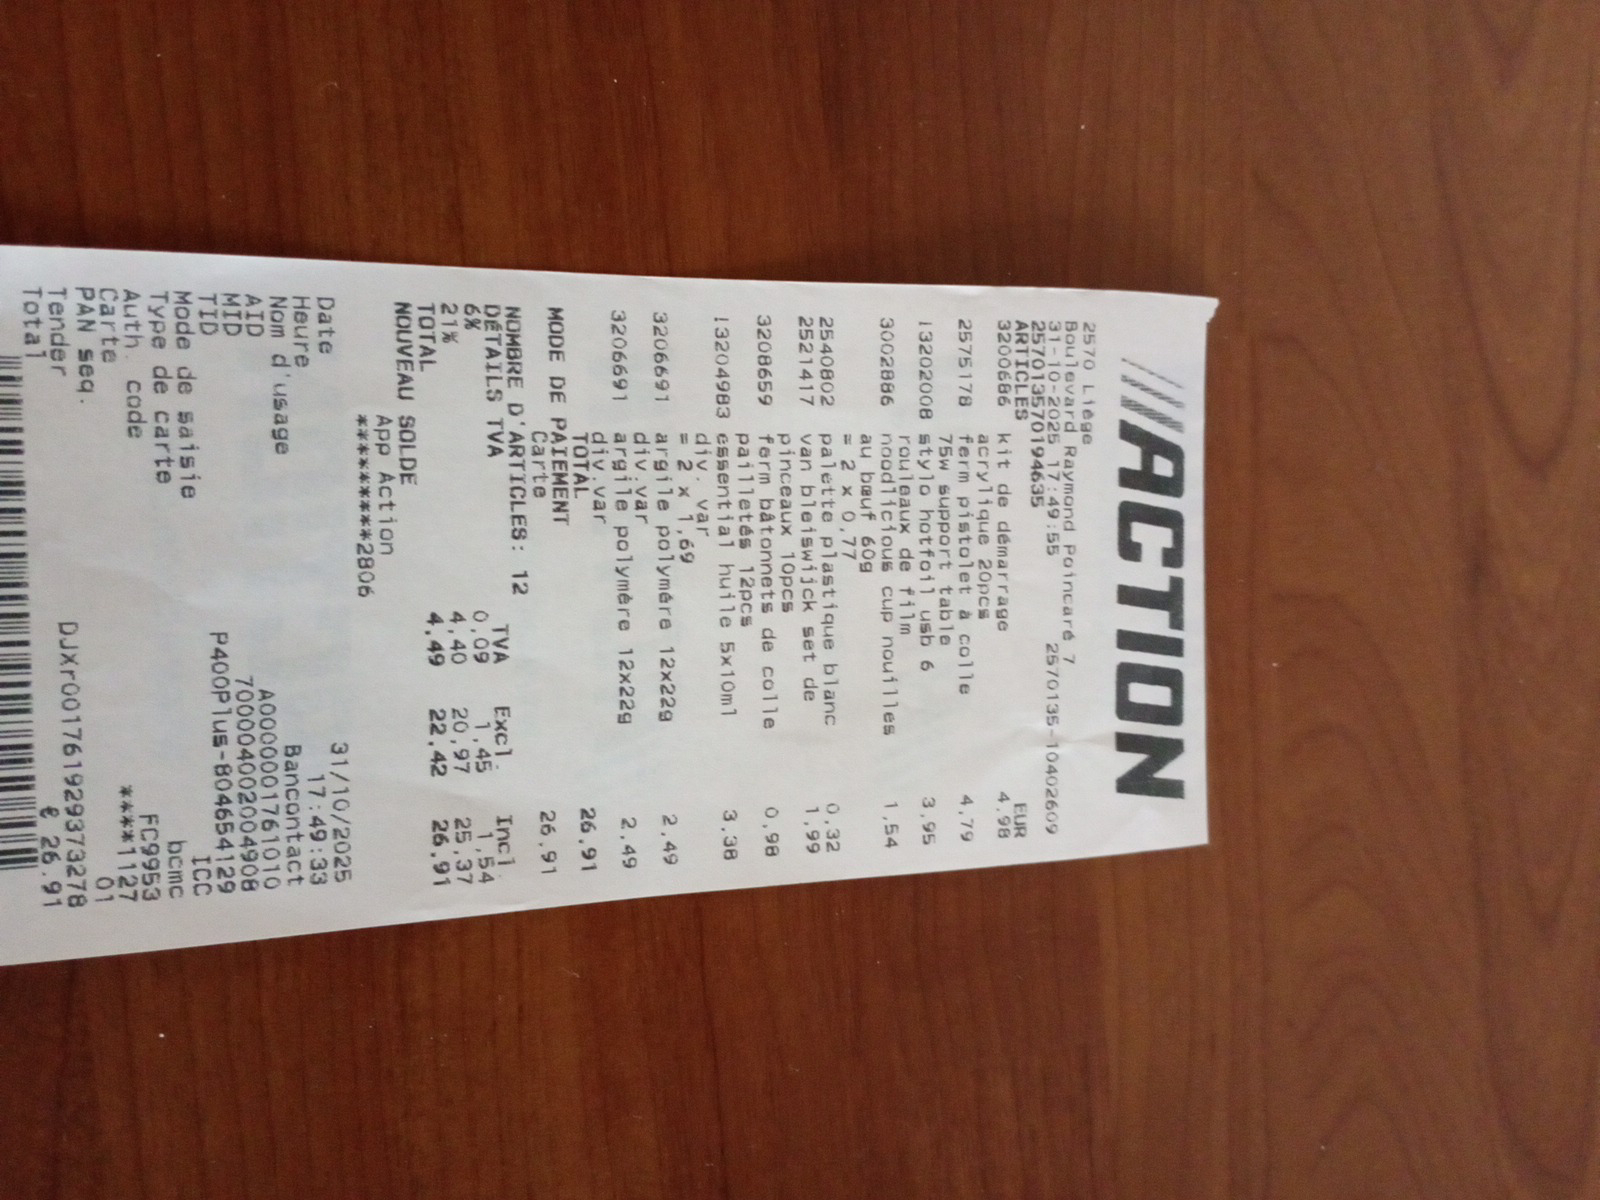 ///ACTION
2570 Liège
Boulevard Raymond Poincaré 7
31-10-2025 17:49:55 2570135-10402609
257013570194635
ARTICLES EUR
3200686 kit de démarrage 4,98
acrylique 20pcs
2575178 ferm pistolet à colle 4,79
75w support table
!3202008 stylo hotfoil usb 6 3,95
rouleaux de film
3002886 noodlicious cup nouilles 1,54
au bœuf 60g
= 2 x 0,77
2540802 palette plastique blanc 0,32
2521417 van bleiswijck set de 1,99
pinceaux 10pcs
3208659 ferm bâtonnets de colle 0,98
pailletés 12pcs
!3204983 essential huile 5x10ml 3,38
div. var
= 2 x 1,69
3206691 argile polymère 12x22g 2,49
div.var
3206691 argile polymère 12x22g 2,49
div.var
TOTAL 26,91
MODE DE PAIEMENT
Carte 26,91
NOMBRE D'ARTICLES: 12
DÉTAILS TVA TVA Excl. Incl.
6% 0,09 1,45 1,54
21% 4,40 20,97 25,37
TOTAL 4,49 22,42 26,91
NOUVEAU SOLDE
App Action
*********2806
Date 31/10/2025
Heure 17:49:33
Nom d'usage Bancontact
AID A0000001761010
MID 700004002004908
TID P400Plus-804654129
Mode de saisie ICC
Type de carte bcmc
Auth. code FC9953
Carte ****1127
PAN seq. 01
Tender DJXr001761929373278
Total € 26.91